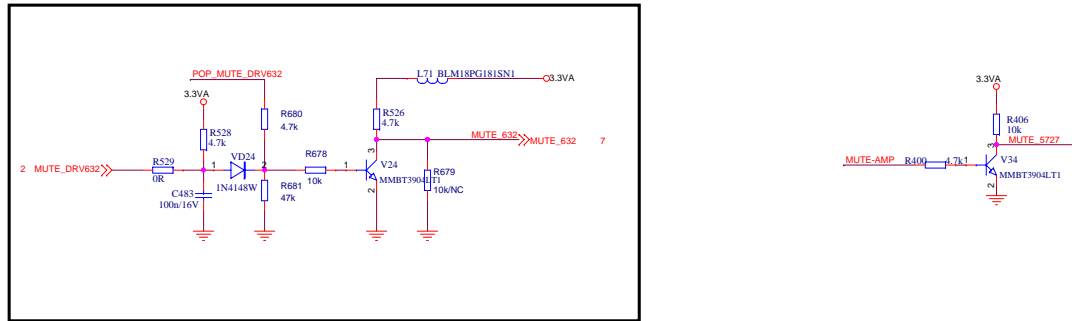 POP_MUTE_DRV632
L71 BLM18PG181SN1
3.3VA
3.3VA
3.3VA
R680
4.7k
R526
4.7k
R406
10k
R528
4.7k
MUTE_632
MUTE_632
7
MUTE_5727
2
MUTE_DRV632
R529
0R
1
VD24
2
1N4148W
R678
10k
1
3
V24
MMBT3904LT1
2
R679
10k/NC
MUTE-AMP
R400
4.7k
1
3
V34
MMBT3904LT1
2
C483
100n/16V
R681
47k